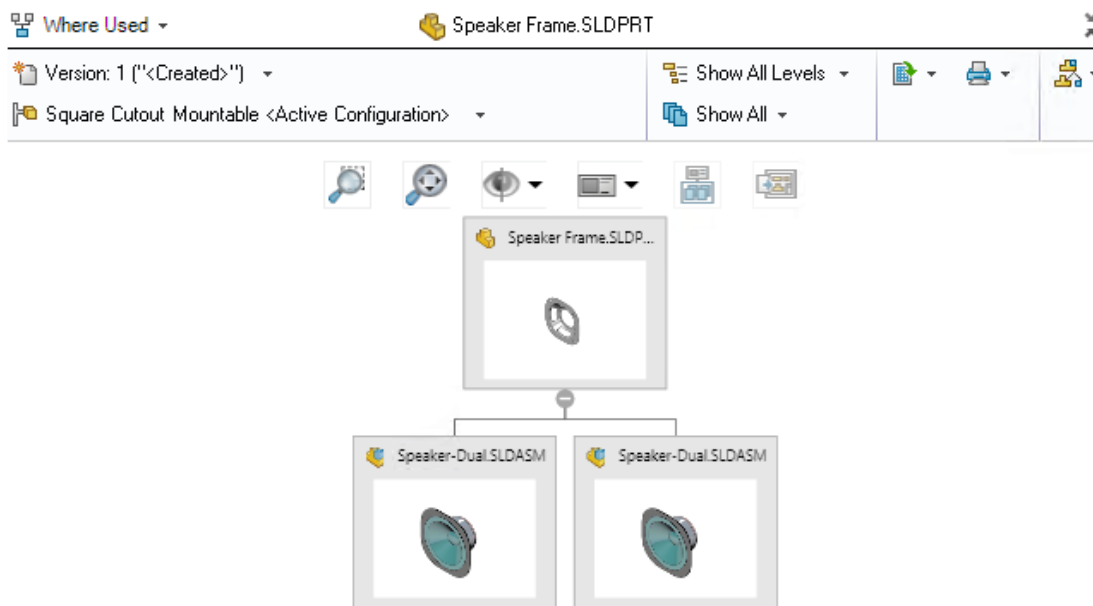 Where Used
Speaker Frame.SLDPRT
Version: 1 ("<Created>")
Show All Levels
Square Cutout Mountable <Active Configuration>
Show All
Speaker Frame.SLDP...
Speaker-Dual.SLDASM
Speaker-Dual.SLDASM